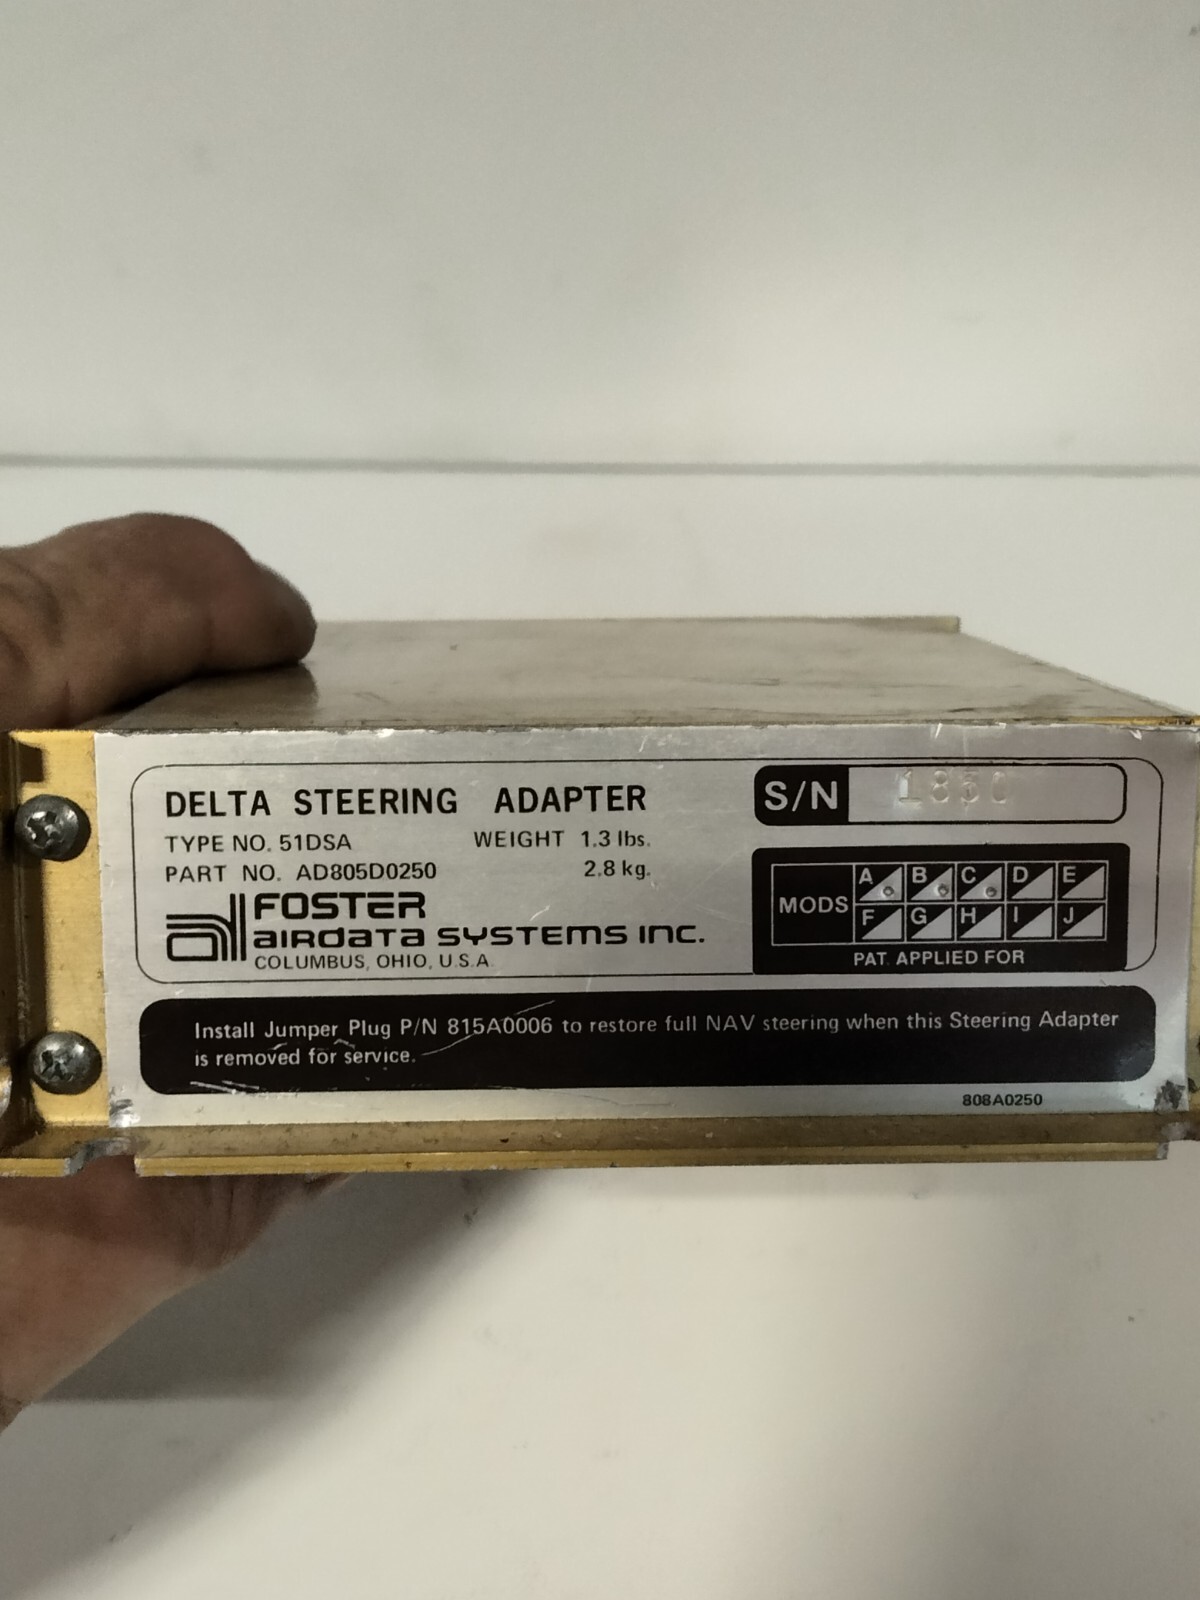 DELTA STEERING ADAPTER
TYPE NO. 51DSA WEIGHT 1.3 lbs.
PART NO. AD805D0250 2.8 kg.
FOSTER
aIRDaTa SYSTEMS INC.
COLUMBUS, OHIO, U.S.A.
S/N
MODS A B C D E
F G H I J
PAT. APPLIED FOR
Install Jumper Plug P/N 815A0006 to restore full NAV steering when this Steering Adapter
is removed for service.
808A0250